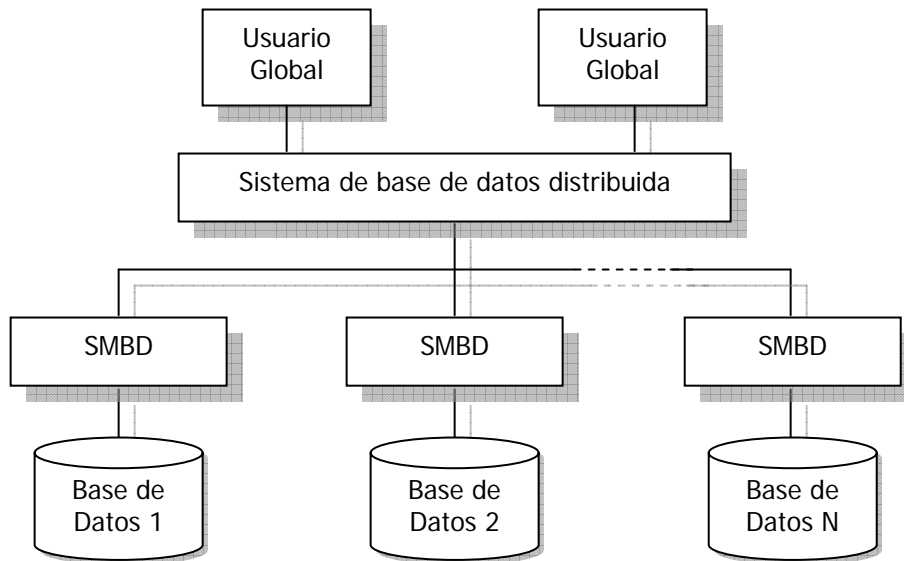 Usuario
Global
Usuario
Global
Sistema de base de datos distribuida
SMBD
SMBD
SMBD
Base de
Datos 1
Base de
Datos 2
Base de
Datos N